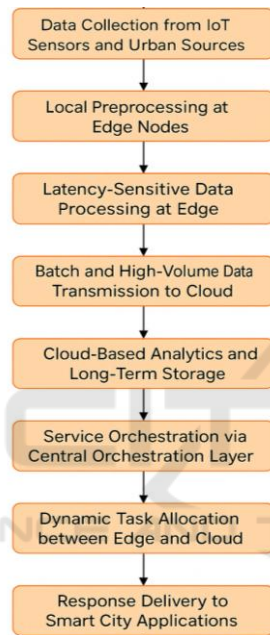 Data Collection from IoT
Sensors and Urban Sources
Local Preprocessing at
Edge Nodes
Latency-Sensitive Data
Processing at Edge
Batch and High-Volume Data
Transmission to Cloud
Cloud-Based Analytics and
Long-Term Storage
Service Orchestration via
Central Orchestration Layer
Dynamic Task Allocation
between Edge and Cloud
Response Delivery to
Smart City Applications